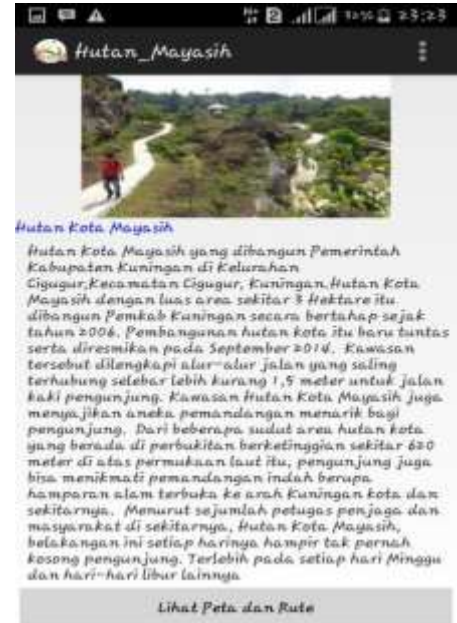 23:23
Hutan_Mayasih
Hutan Kota Mayasih
Hutan Kota Mayasih yang dibangun Pemerintah
Kabupaten Kuningan di Kelurahan
Cigugur,Kecamatan Cigugur, Kuningan.Hutan Kota
Mayasih dengan luas area sekitar 3 Hektare itu
dibangun Pemkab Kuningan secara bertahap sejak
tahun 2006. Pembangunan hutan kota itu baru tuntas
serta diresmikan pada September 2014. Kawasan
tersebut dilengkapi alur-alur jalan yang saling
terhubung selebar lebih kurang 1,5 meter untuk jalan
kaki pengunjung. Kawasan Hutan Kota Mayasih juga
menyajikan aneka pemandangan menarik bagi
pengunjung. Dari beberapa sudut area hutan kota
yang berada di perbukitan berketinggian sekitar 620
meter di atas permukaan laut itu, pengunjung juga
bisa menikmati pemandangan indah berupa
hamparan alam terbuka ke arah Kuningan kota dan
sekitarnya. Menurut sejumlah petugas penjaga dan
masyarakat di sekitarnya, Hutan Kota Mayasih,
belakangan ini setiap harinya hampir tak pernah
kosong pengunjung. Terlebih pada setiap hari Minggu
dan hari-hari libur lainnya
Lihat Peta dan Rute